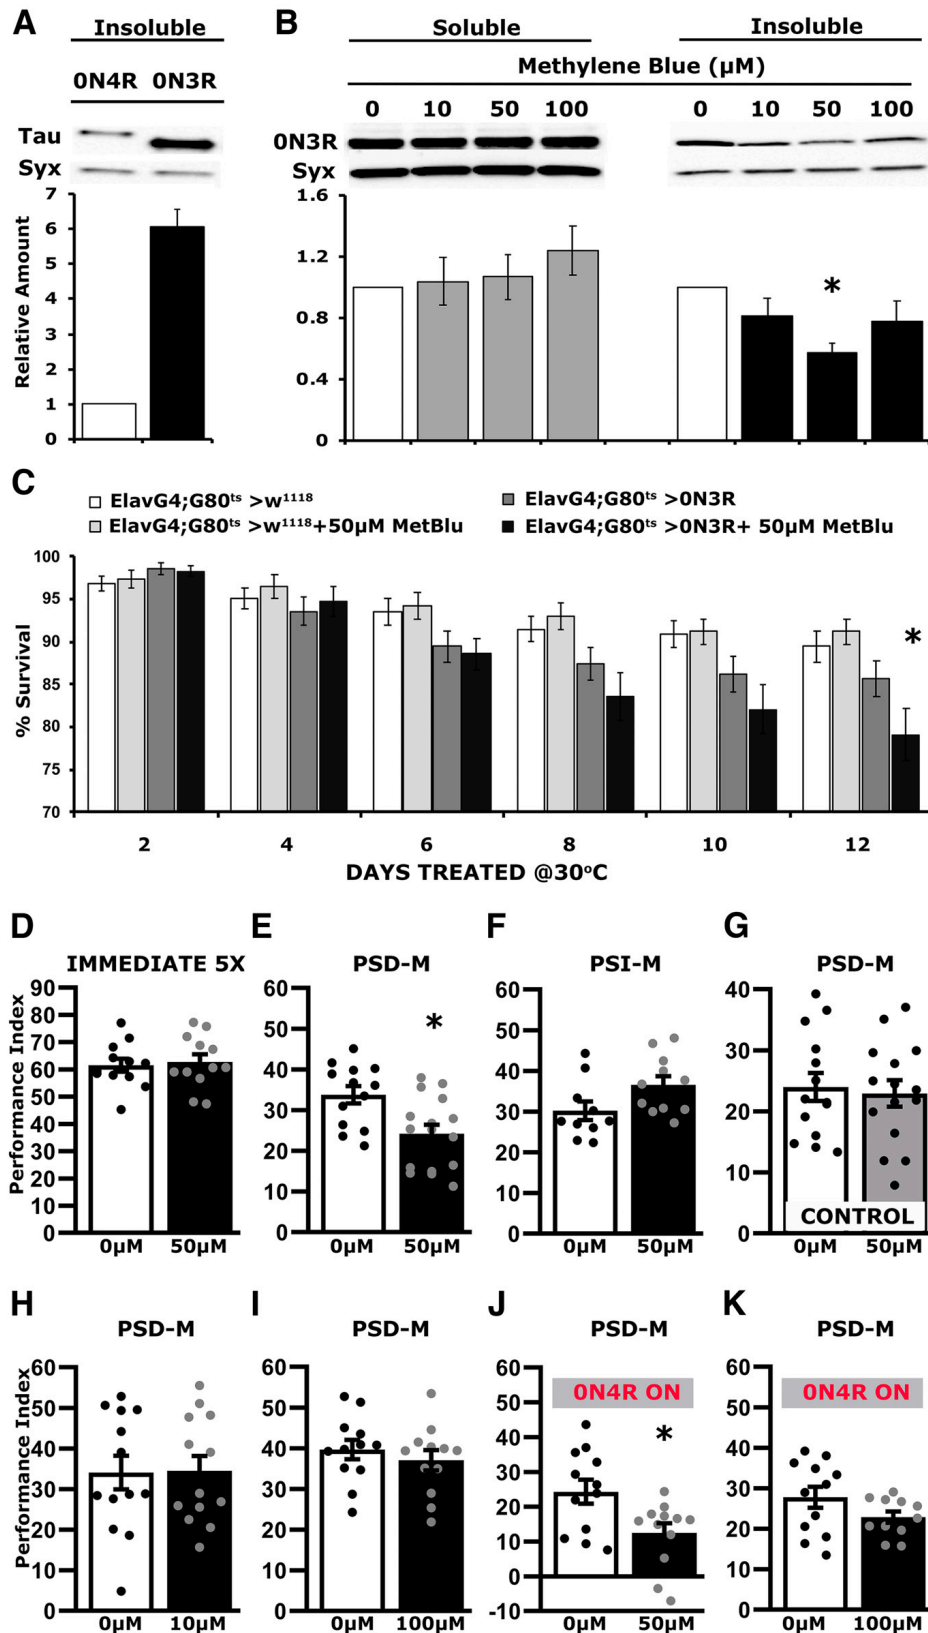 A
Insoluble
0N4R 0N3R
Tau
Syx
7
6
5
4
3
2
1
0
Relative Amount
B
Soluble
Insoluble
Methylene Blue (µM)
0 10 50 100
0 10 50 100
0N3R
Syx
1.6
1.2
0.8
0.4
0
*
C
ElavG4;G80ts >w1118
ElavG4;G80ts >0N3R
ElavG4;G80ts >w1118+50µM MetBlu
ElavG4;G80ts >0N3R+ 50µM MetBlu
100
95
90
85
80
75
70
% Survival
*
2 4 6 8 10 12
DAYS TREATED @30oC
D
IMMEDIATE 5X
90
80
70
60
50
40
30
20
10
0
Performance Index
0µM 50µM
E
PSD-M
60
50
40
30
20
10
0
*
0µM 50µM
F
PSI-M
60
50
40
30
20
10
0
0µM 50µM
G
PSD-M
40
30
20
10
0
CONTROL
0µM 50µM
H
PSD-M
60
50
40
30
20
10
0
Performance Index
0µM 10µM
I
PSD-M
60
50
40
30
20
10
0
0µM 100µM
J
PSD-M
0N4R ON
60
50
40
30
20
10
0
-10
*
0µM 50µM
K
PSD-M
0N4R ON
60
50
40
30
20
10
0
0µM 100µM